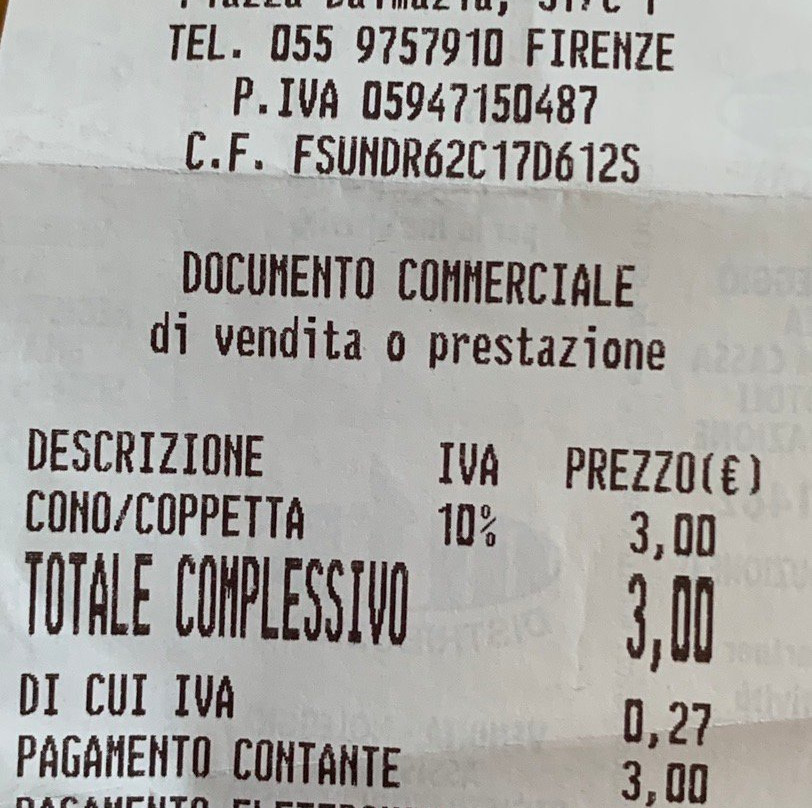 TEL. 055 9757910 FIRENZE
P.IVA 05947150487
C.F. FSUNDR62C17D612S
DOCUMENTO COMMERCIALE
di vendita o prestazione
DESCRIZIONE IVA PREZZO(€)
CONO/COPPETTA 10% 3,00
TOTALE COMPLESSIVO 3,00
DI CUI IVA 0,27
PAGAMENTO CONTANTE 3,00